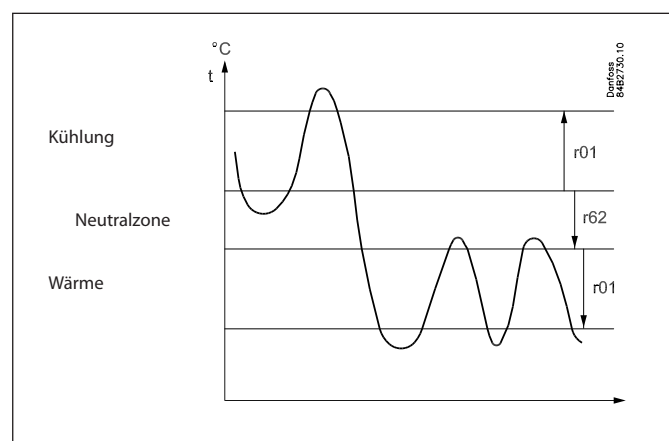 °C
t
Danfoss
84B2730.10
Kühlung
r01
Neutralzone
r62
Wärme
r01